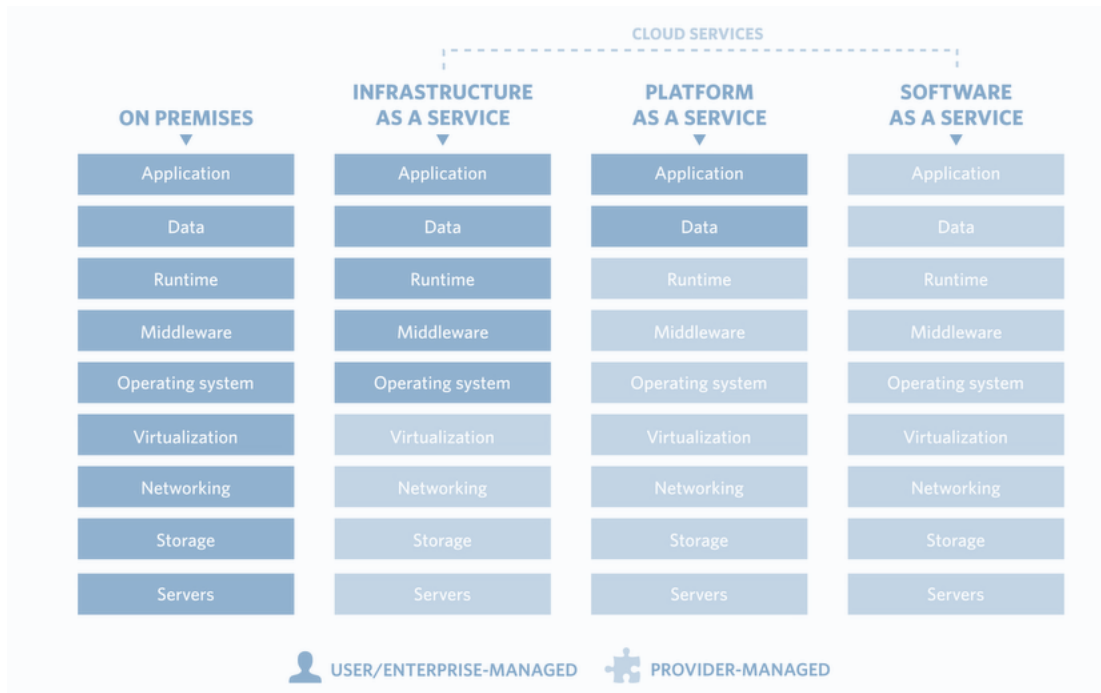 CLOUD SERVICES
ON PREMISES
INFRASTRUCTURE
AS A SERVICE
PLATFORM
AS A SERVICE
SOFTWARE
AS A SERVICE
Application
Application
Application
Application
Data
Data
Data
Data
Runtime
Runtime
Runtime
Runtime
Middleware
Middleware
Middleware
Middleware
Operating system
Operating system
Operating system
Operating system
Virtualization
Virtualization
Virtualization
Virtualization
Networking
Networking
Networking
Networking
Storage
Storage
Storage
Storage
Servers
Servers
Servers
Servers
USER/ENTERPRISE-MANAGED
PROVIDER-MANAGED